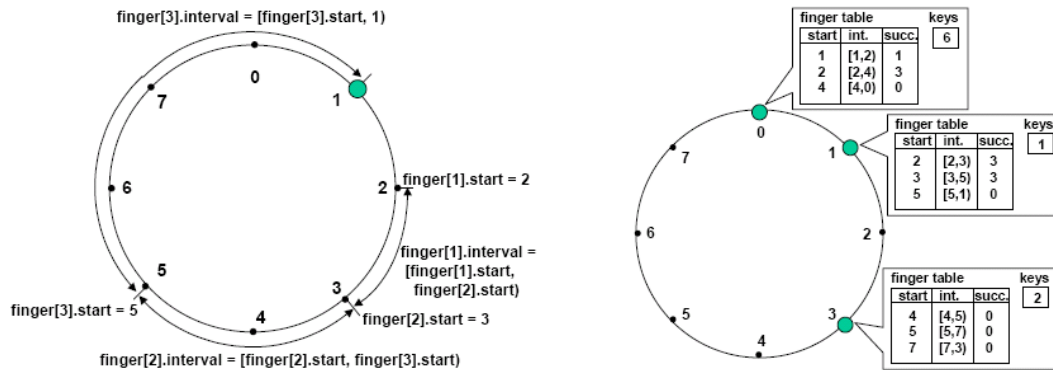 finger[3].interval = [finger[3].start, 1)
0
1
7
6
2
finger[1].start = 2
finger[1].interval =
[finger[1].start,
finger[2].start)
5
3
finger[3].start = 5
4
finger[2].start = 3
finger[2].interval = [finger[2].start, finger[3].start)
finger table keys
start int. succ. 6
1 [1,2) 1
2 [2,4) 3
4 [4,0) 0
0
finger table keys
start int. succ. 1
2 [2,3) 3
3 [3,5) 3
5 [5,1) 0
1
7
6
2
finger table keys
start int. succ. 2
4 [4,5) 0
5 [5,7) 0
7 [7,3) 0
3
5
4